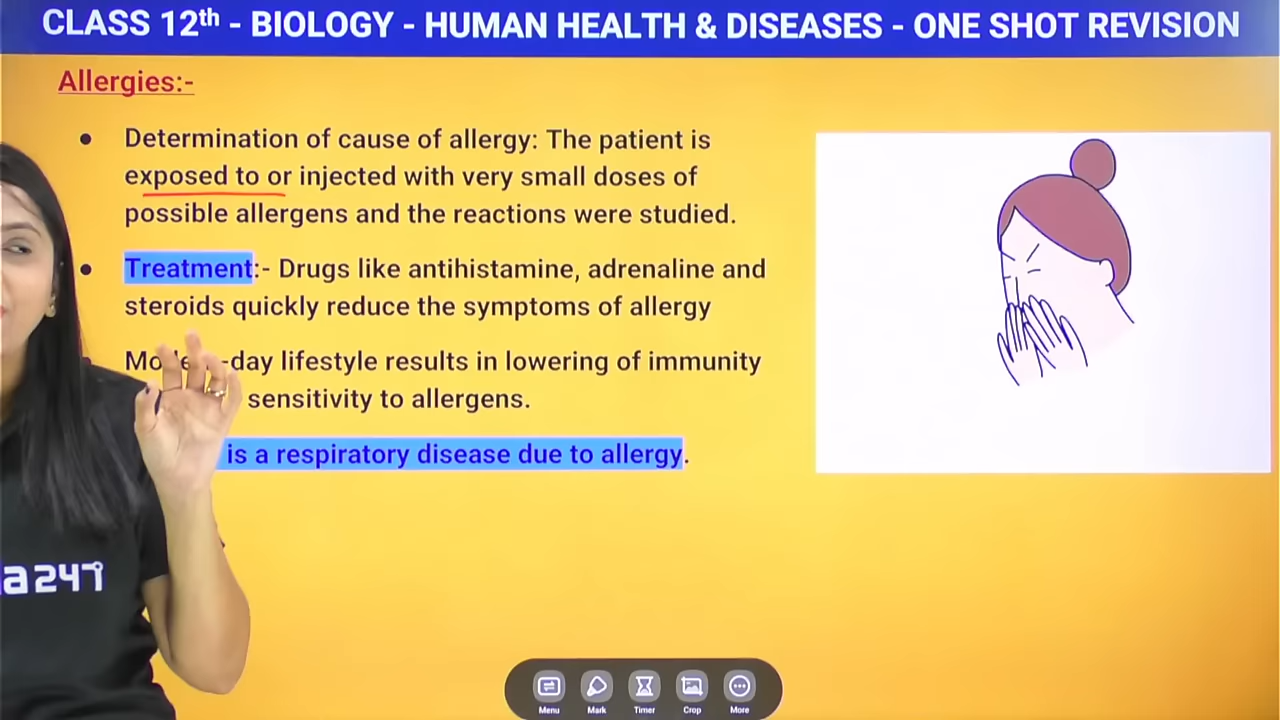 CLASS 12th - BIOLOGY - HUMAN HEALTH & DISEASES - ONE SHOT REVISION
Allergies:-
• Determination of cause of allergy: The patient is
exposed to or injected with very small doses of
possible allergens and the reactions were studied.
• Treatment:- Drugs like antihistamine, adrenaline and
steroids quickly reduce the symptoms of allergy
-day lifestyle results in lowering of immunity
sensitivity to allergens.
is a respiratory disease due to allergy.
a 247
Menu Mark Timer Crop More